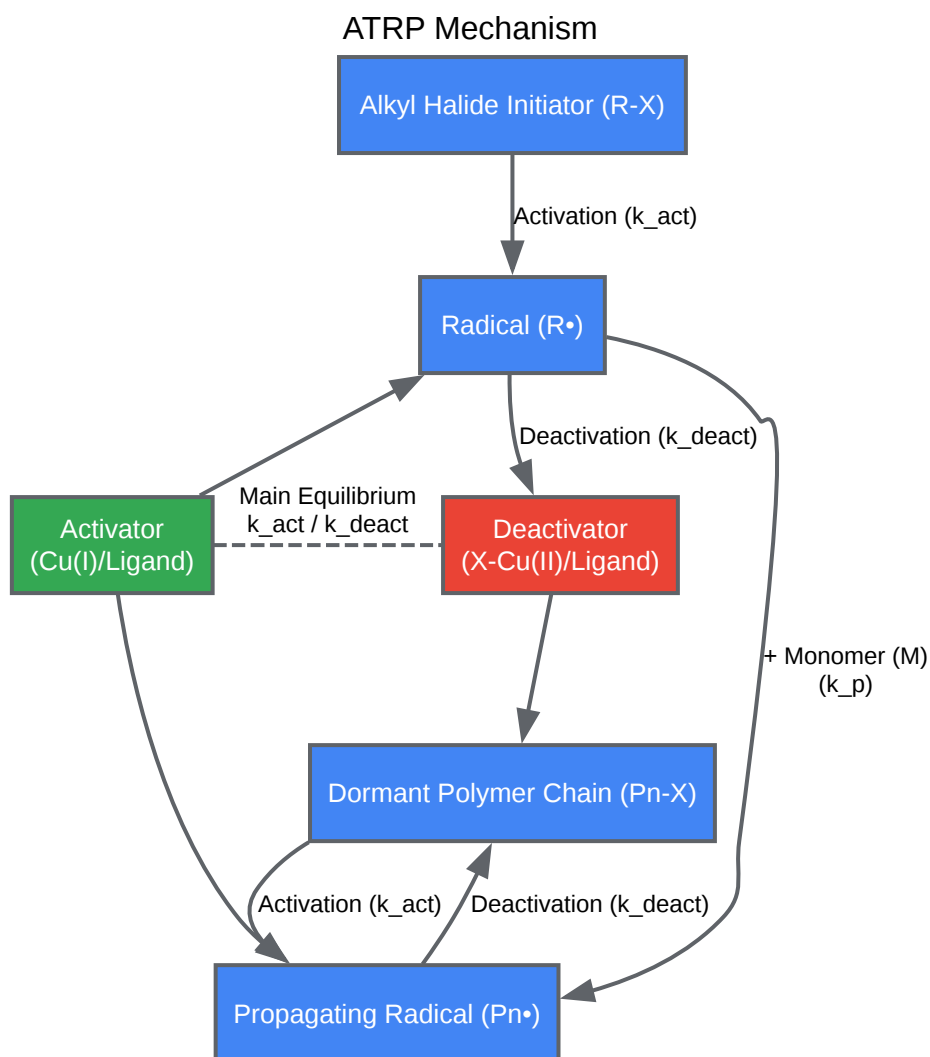 ATRP Mechanism
Alkyl Halide Initiator (R-X)
Activation (k_act)
Radical (R•)
Deactivation (k_deact)
Main Equilibrium
k_act / k_deact
Activator
(Cu(I)/Ligand)
Deactivator
(X-Cu(II)/Ligand)
+ Monomer (M)
(k_p)
Dormant Polymer Chain (Pn-X)
Activation (k_act)
Deactivation (k_deact)
Propagating Radical (Pn•)